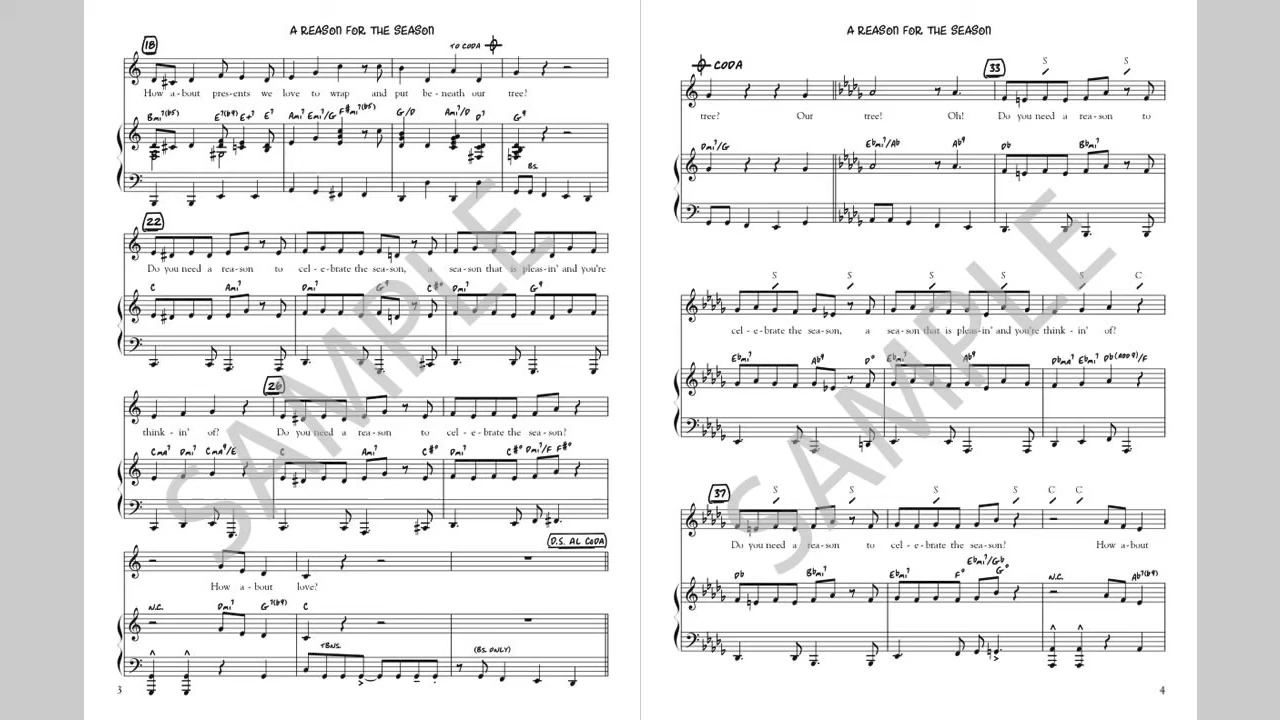 A REASON FOR THE SEASON
18
TO CODA
How a-bout pres-ents we love to wrap and put be-neath our tree?
Bmi7(b5) E7(b9) E+7 E7 Ami7 Emi7/G F#mi7(b5) G/D Ami7/D D7 G9
BS.
22
Do you need a rea-son to cel-e-brate the sea-son, a sea-son that is pleas-in' and you're
C Ami7 Dmi7 G9 C#o Dmi7 G9
26
think-in' of? Do you need a rea-son to cel-e-brate the sea-son?
CMA7 Dmi7 CMA9/E C Ami7 C#o Dmi7 C#o Dmi7/F F#o
D.S. AL CODA
How a-bout love?
N.C. Dmi7 G7(b9) C
TBNS.
(BS. ONLY)
3
SAMPLE
A REASON FOR THE SEASON
CODA
33
S S
tree? Our tree! Oh! Do you need a rea-son to
Dmi7/G Ebmi7/Ab Ab9 Db Bbmi7
S S S S S C
cel-e-brate the sea-son, a sea-son that is pleas-in' and you're think-in' of?
Ebmi7 Ab9 Do Ebmi7 Ab9 Dbmi7 Ebmi7 Db(ADD9)/F
37
S S S S C C
Do you need a rea-son to cel-e-brate the sea-son? How a-bout
Db Bbmi7 Ebmi7 Fo Ebmi7/Gb Go N.C. Ab7(b9)
4
SAMPLE